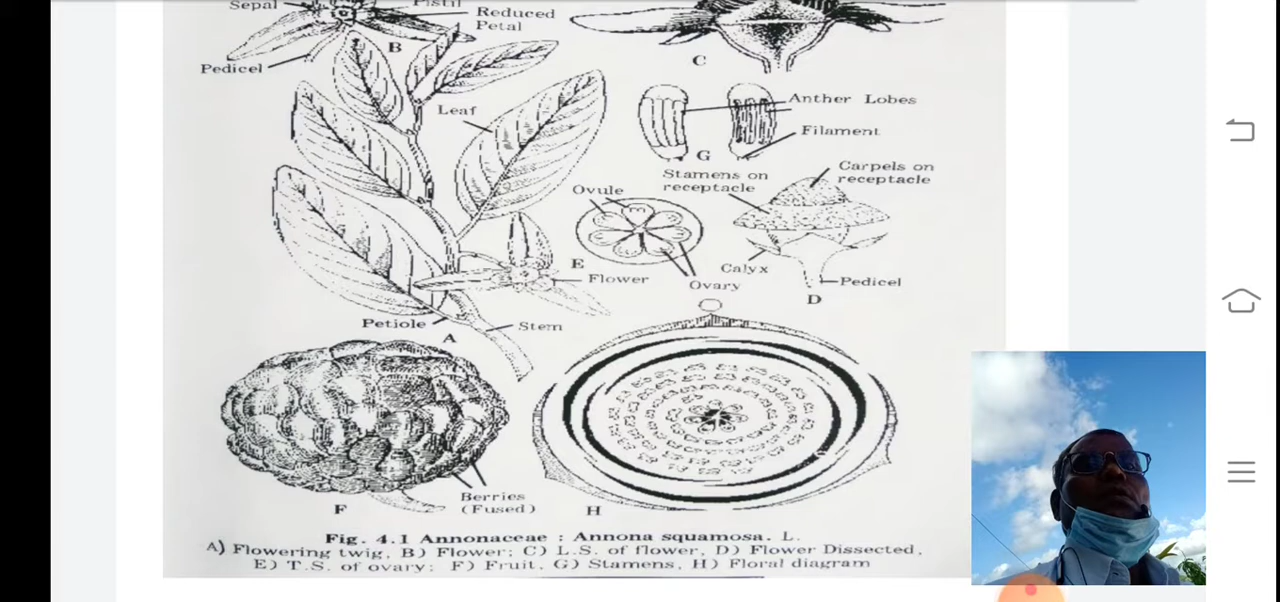 Sepal
Pistil
Reduced
Petal
B
Pedicel
C
Leaf
Anther Lobes
Filament
G
Carpels on
receptacle
Stamens on
receptacle
Ovule
E
Flower
Ovary
Calyx
Pedicel
D
Petiole
Stem
A
Berries
(Fused)
F
H
Fig. 4.1 Annonaceae : Annona squamosa. L.
A) Flowering twig, B) Flower; C) L.S. of flower, D) Flower Dissected,
E) T.S. of ovary; F) Fruit, G) Stamens, H) Floral diagram